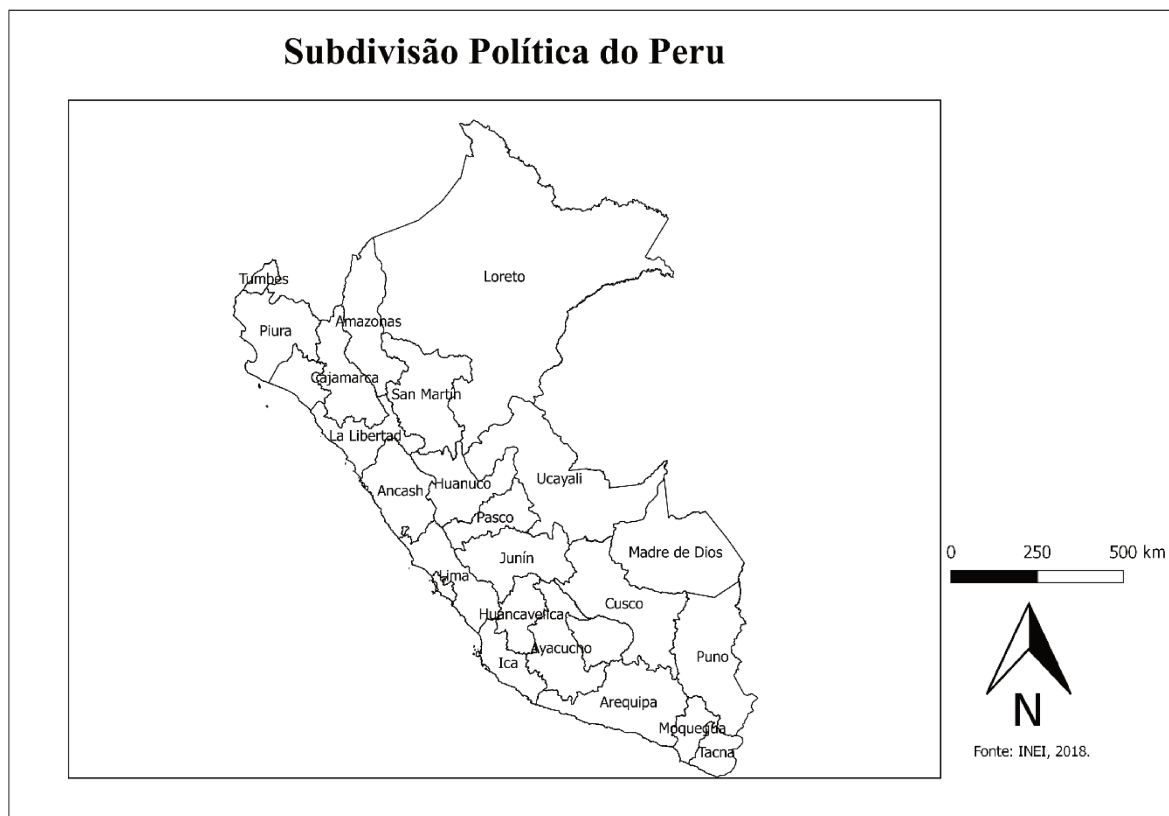 Subdivisão Política do Peru
Loreto
Tumbes
Amazonas
Piura
Cajamarca
San Martín
La Libertad
Ucayali
Huanuco
Ancash
Pasco
Madre de Dios
0 250 500 km
Junín
Lima
Cusco
Huancavelica
Ayacucho
Puno
Ica
Arequipa
N
Moquegua
Tacna
Fonte: INEI, 2018.